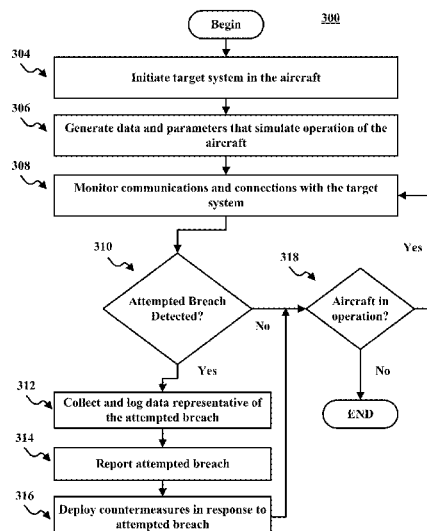 Begin
300
304
Initiate target system in the aircraft
306
Generate data and parameters that simulate operation of the
aircraft
308
Monitor communications and connections with the target
system
310
Attempted Breach
Detected?
318
Aircraft in
operation?
Yes
No
Yes
No
312
Collect and log data representative of
the attempted breach
END
314
Report attempted breach
316
Deploy countermeasures in response to
attempted breach